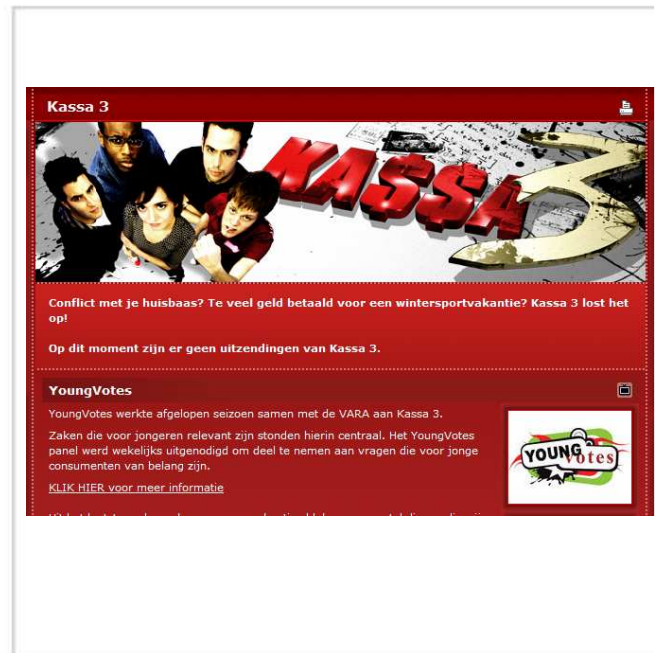 Kassa 3
KA$$A 3
Conflict met je huisbaas? Te veel geld betaald voor een wintersportvakantie? Kassa 3 lost het
op!
Op dit moment zijn er geen uitzendingen van Kassa 3.
YoungVotes
YoungVotes werkte afgelopen seizoen samen met de VARA aan Kassa 3.
Zaken die voor jongeren relevant zijn stonden hierin centraal. Het YoungVotes
panel werd wekelijks uitgenodigd om deel te nemen aan vragen die voor jonge
consumenten van belang zijn.
KLIK HIER voor meer informatie
YOUNG
votes